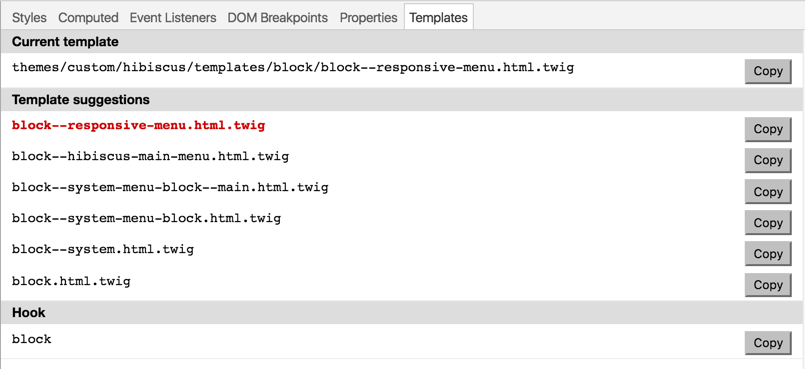 Styles Computed Event Listeners DOM Breakpoints Properties Templates
Current template
themes/custom/hibiscus/templates/block/block--responsive-menu.html.twig Copy
Template suggestions
block--responsive-menu.html.twig Copy
block--hibiscus-main-menu.html.twig Copy
block--system-menu-block--main.html.twig Copy
block--system-menu-block.html.twig Copy
block--system.html.twig Copy
block.html.twig Copy
Hook
block Copy